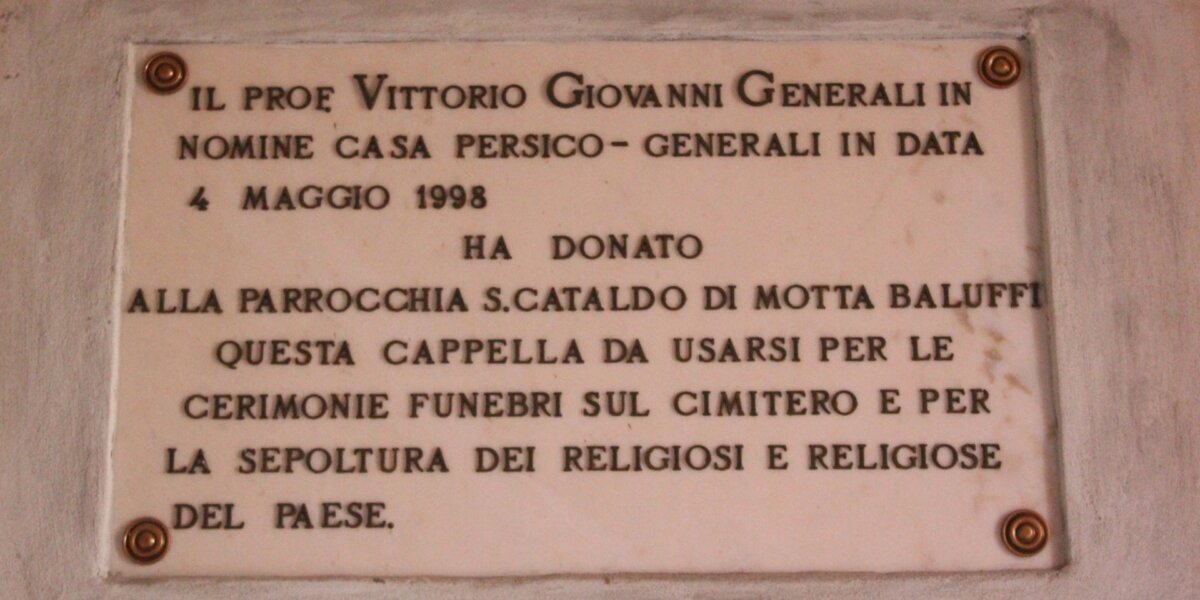 IL PROF. VITTORIO GIOVANNI GENERALI IN
NOMINE CASA PERSICO - GENERALI IN DATA
4 MAGGIO 1998
HA DONATO
ALLA PARROCCHIA S. CATALDO DI MOTTA BALUFFI
QUESTA CAPPELLA DA USARSI PER LE
CERIMONIE FUNEBRI SUL CIMITERO E PER
LA SEPOLTURA DEI RELIGIOSI E RELIGIOSE
DEL PAESE.